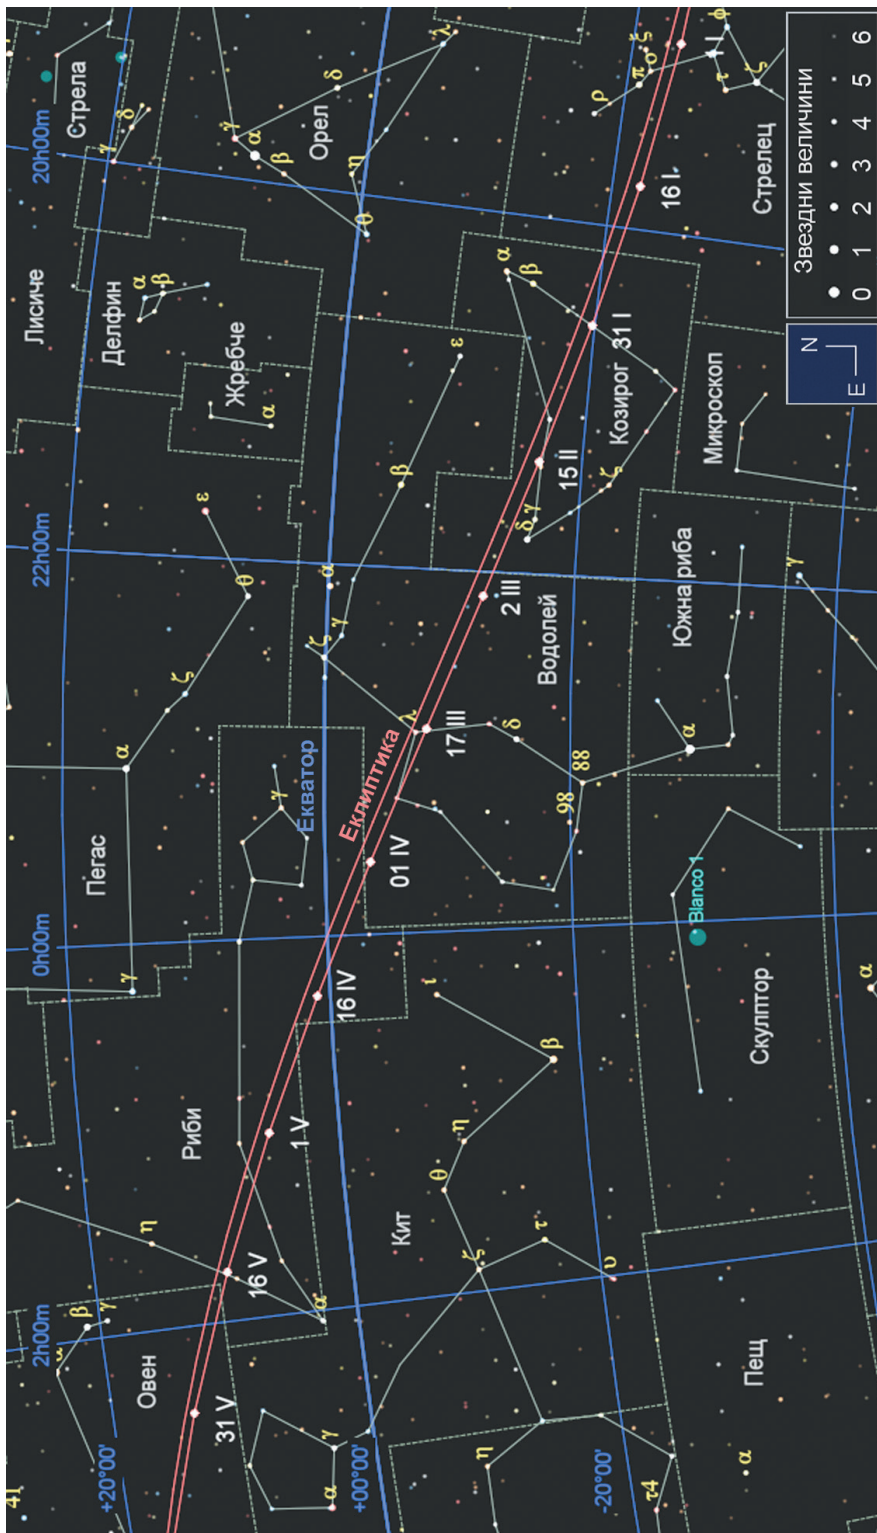 Стрела
Лисиче
Делфин
Жребче
Орел
Стрелец
Козирог
Микроскоп
Южна риба
Водолей
Пегас
Риби
Кит
Скулптор
Овен
Пещ
Екватор
Еклиптика
Blanco 1
20h00m
22h00m
0h00m
2h00m
+20°00'
+00°00'
-20°00'
16 I
31 I
15 II
2 III
17 III
01 IV
16 IV
1 V
16 V
31 V
Звездни величини
0 1 2 3 4 5 6
N
E
γ
δ
γ
α
β
δ
λ
η
θ
ρ
π
ο
ξ
τ
ζ
φ
α
β
α
ε
θ
ζ
α
γ
ε
β
α
γ
ζ
λ
δ
88
98
α
β
γ
δ
ζ
α
γ
γ
ι
β
η
θ
ζ
τ
υ
η
α
β
γ
α
γ
α
η
τ4
α
α
41